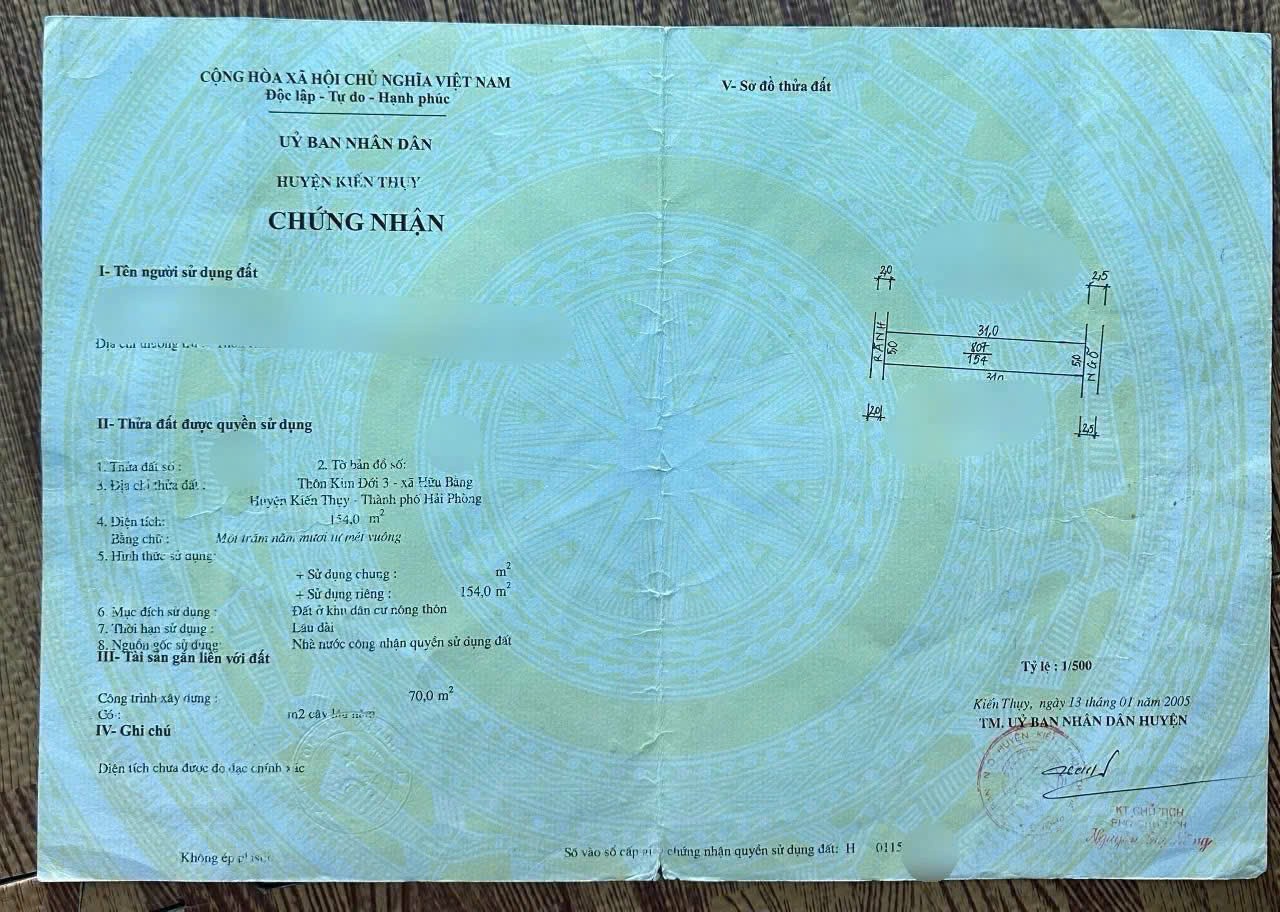 CỘNG HÒA XÃ HỘI CHỦ NGHĨA VIỆT NAM
Độc lập - Tự do - Hạnh phúc
UỶ BAN NHÂN DÂN
HUYỆN KIẾN THỤY
CHỨNG NHẬN
I- Tên người sử dụng đất
Địa chỉ thường
II- Thửa đất được quyền sử dụng
1. Thửa đất số : 2. Tờ bản đồ số:
3. Địa chỉ thửa đất : Thôn Kim Đới 3 - xã Hữu Bằng
Huyện Kiến Thụy - Thành phố Hải Phòng
4. Diện tích: 154,0 m²
Bằng chữ : Một trăm năm mươi tư mét vuông
5. Hình thức sử dụng:
+ Sử dụng chung : m²
+ Sử dụng riêng : 154,0 m²
6. Mục đích sử dụng : Đất ở khu dân cư nông thôn
7. Thời hạn sử dụng : Lâu dài
8. Nguồn gốc sử dụng: Nhà nước công nhận quyền sử dụng đất
III- Tài sản gắn liền với đất
Công trình xây dựng : 70,0 m²
Có : m2 cây lâu năm
IV- Ghi chú
Diện tích chưa được đo đạc chính xác
Không ép
V- Sơ đồ thửa đất
2,0
2,5
31,0
RÃNH
5,0
807
154
5,0
NGÕ
31,0
2,0
2,5
Tỷ lệ : 1/500
Kiến Thụy, ngày 13 tháng 01 năm 2005
TM. UỶ BAN NHÂN DÂN HUYỆN
KT CHỦ TỊCH
PHÓ CHỦ TỊCH
Nguyễn
Số vào sổ cấp giấy chứng nhận quyền sử dụng đất: H 0115